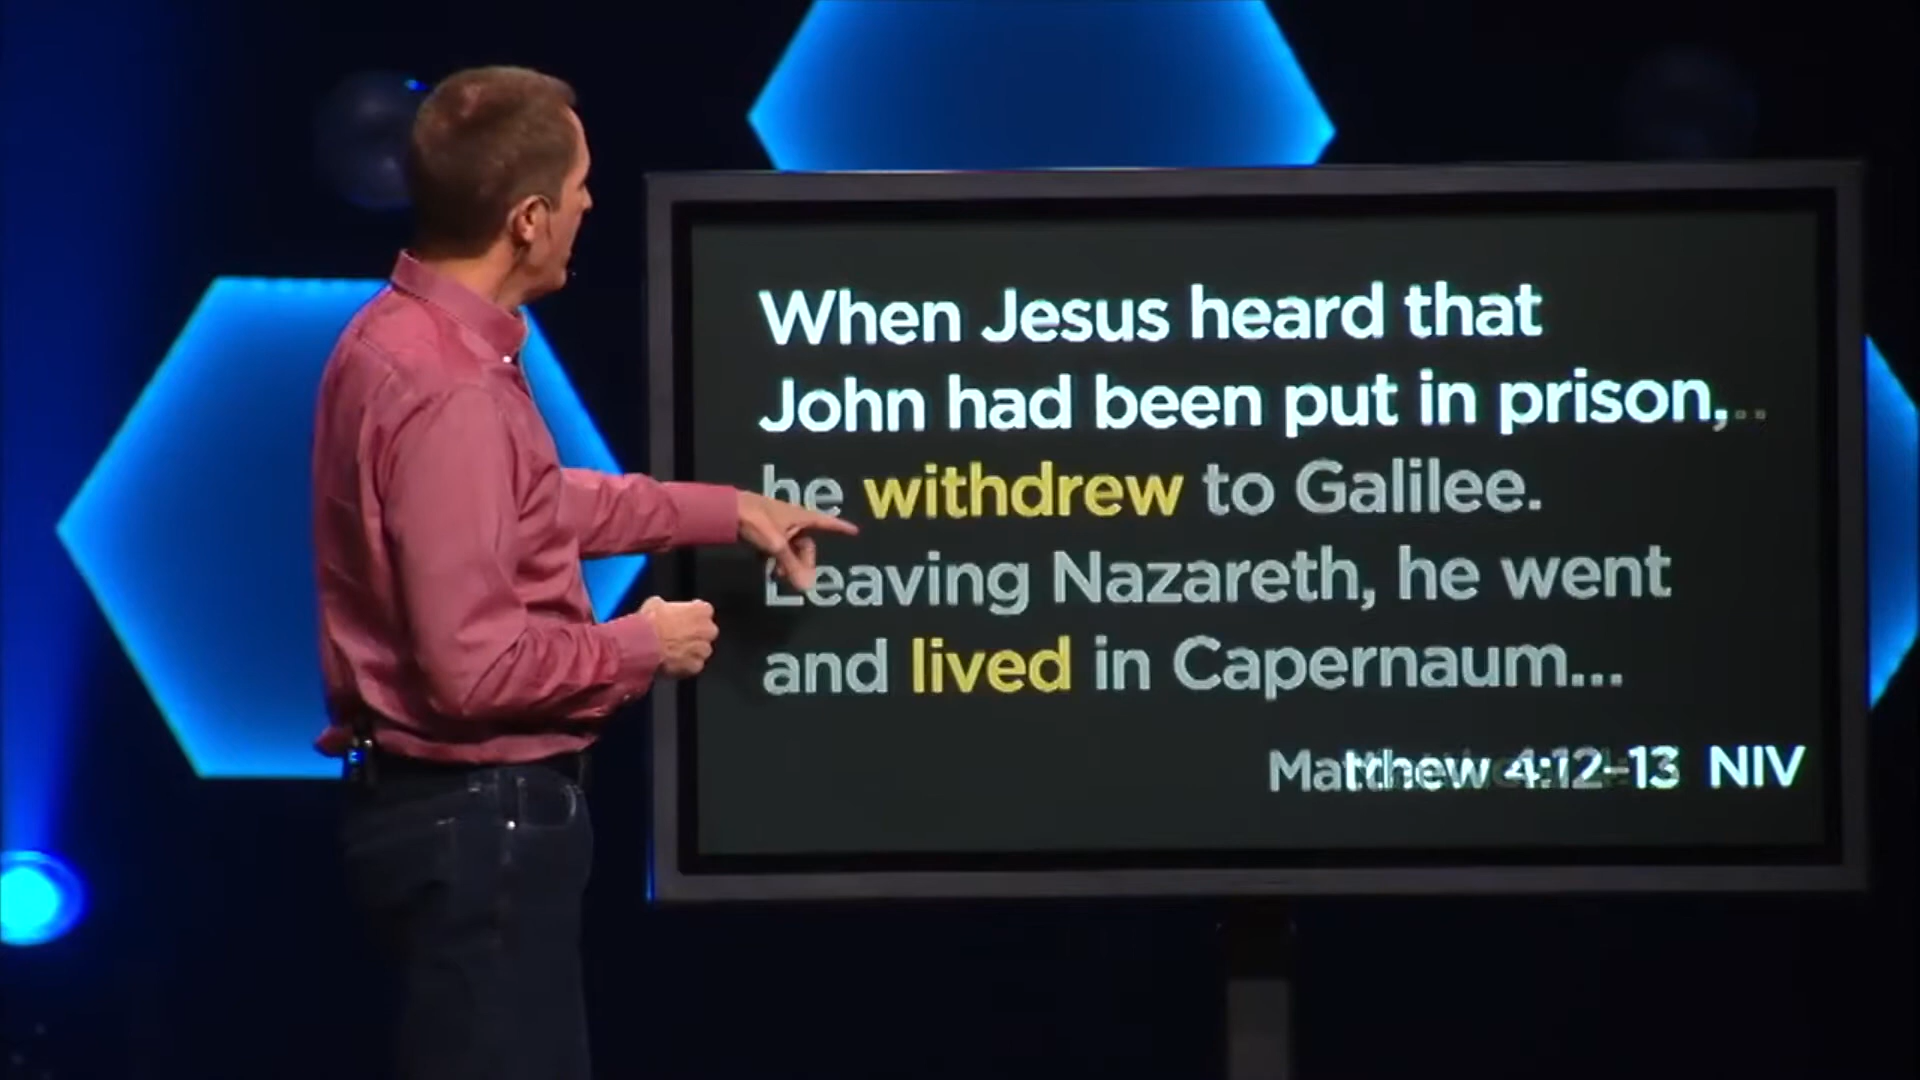 When Jesus heard that
John had been put in prison,..
he withdrew to Galilee.
Leaving Nazareth, he went
and lived in Capernaum...
Matthew 4:12–13 NIV